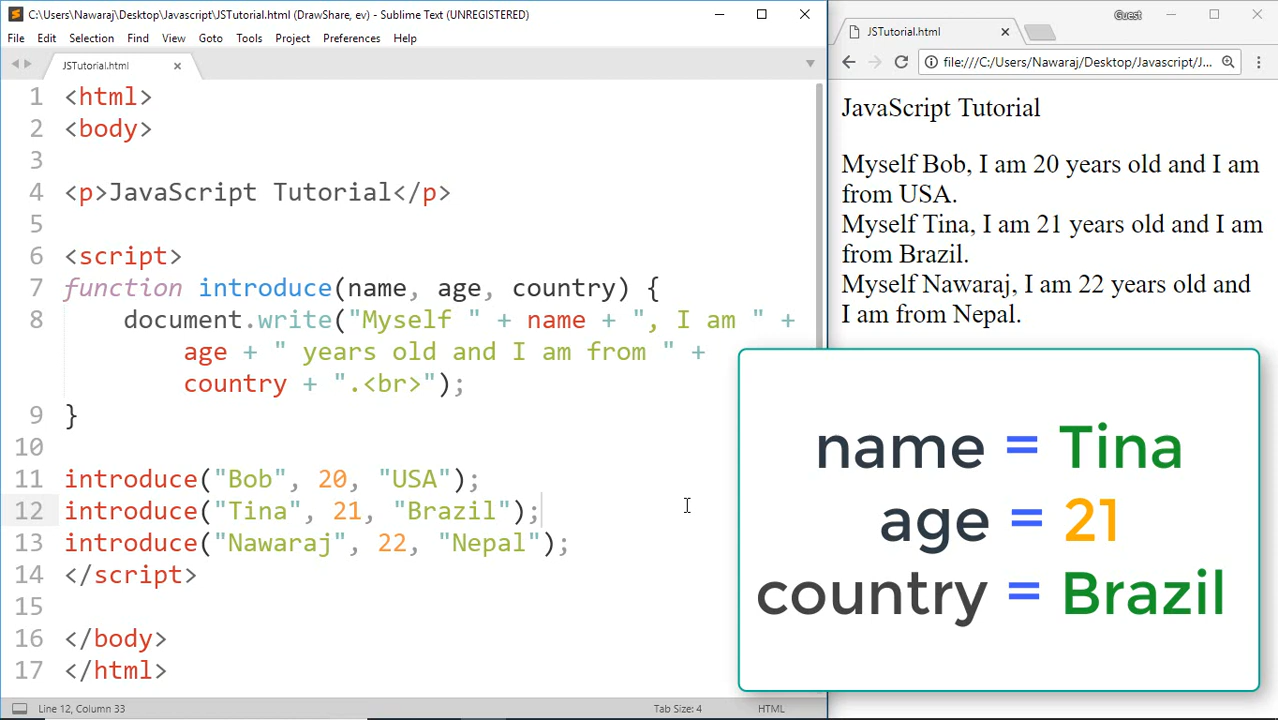 C:\Users\Nawaraj\Desktop\Javascript\JSTutorial.html (DrawShare, ev) - Sublime Text (UNREGISTERED)
File Edit Selection Find View Goto Tools Project Preferences Help
JSTutorial.html
1 <html>
2 <body>
3
4 <p>JavaScript Tutorial</p>
5
6 <script>
7 function introduce(name, age, country) {
8 document.write("Myself " + name + ", I am " +
age + " years old and I am from " +
country + ".<br>");
9 }
10
11 introduce("Bob", 20, "USA");
12 introduce("Tina", 21, "Brazil");
13 introduce("Nawaraj", 22, "Nepal");
14 </script>
15
16 </body>
17 </html>
Line 12, Column 33 Tab Size: 4 HTML
Guest
JSTutorial.html
file:///C:/Users/Nawaraj/Desktop/Javascript/J...
JavaScript Tutorial
Myself Bob, I am 20 years old and I am
from USA.
Myself Tina, I am 21 years old and I am
from Brazil.
Myself Nawaraj, I am 22 years old and
I am from Nepal.
name = Tina
age = 21
country = Brazil